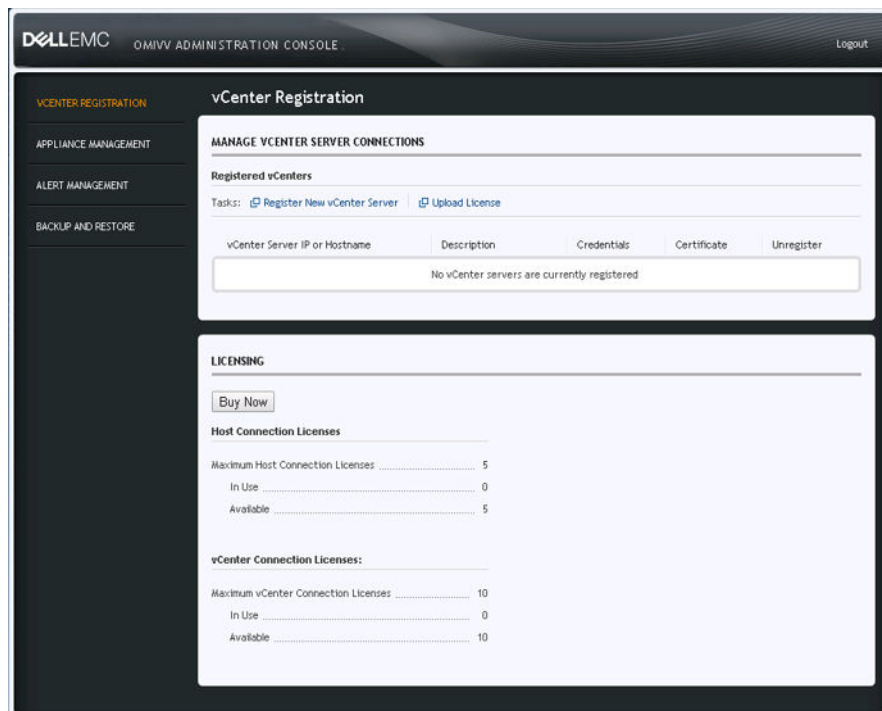 DELLEMC OMIVV ADMINISTRATION CONSOLE
Logout
VCENTER REGISTRATION
APPLIANCE MANAGEMENT
ALERT MANAGEMENT
BACKUP AND RESTORE
vCenter Registration
MANAGE VCENTER SERVER CONNECTIONS
Registered vCenters
Tasks: Register New vCenter Server Upload License
vCenter Server IP or Hostname Description Credentials Certificate Unregister
No vCenter servers are currently registered
LICENSING
Buy Now
Host Connection Licenses
Maximum Host Connection Licenses 5
In Use 0
Available 5
vCenter Connection Licenses:
Maximum vCenter Connection Licenses 10
In Use 0
Available 10